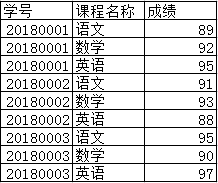 学号 课程名称 成绩
20180001 语文 89
20180001 数学 92
20180001 英语 95
20180002 语文 91
20180002 数学 93
20180002 英语 88
20180003 语文 95
20180003 数学 90
20180003 英语 97